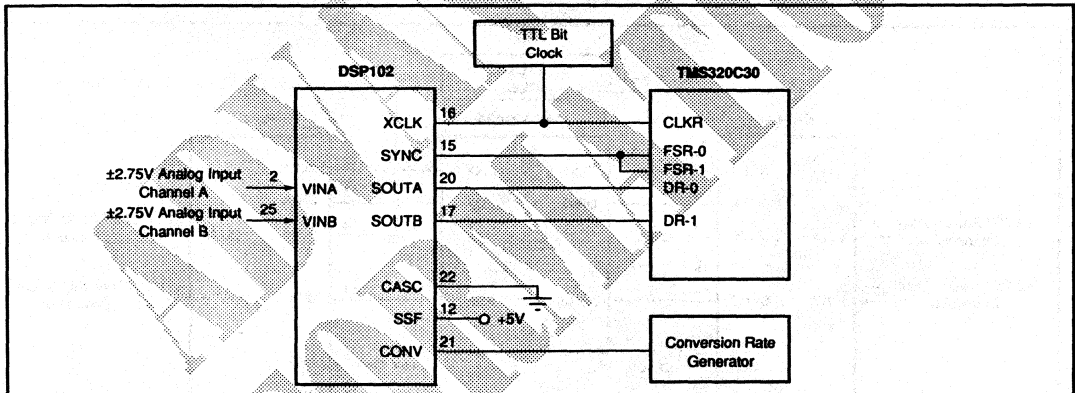 TTL Bit
Clock
DSP102
TMS320C30
XCLK
16
CLKR
SYNC
15
FSR-0
FSR-1
±2.75V Analog Input
Channel A
2
VINA
SOUTA
20
DR-0
±2.75V Analog Input
Channel B
25
VINB
SOUTB
17
DR-1
CASC
22
SSF
12
+5V
CONV
21
Conversion Rate
Generator